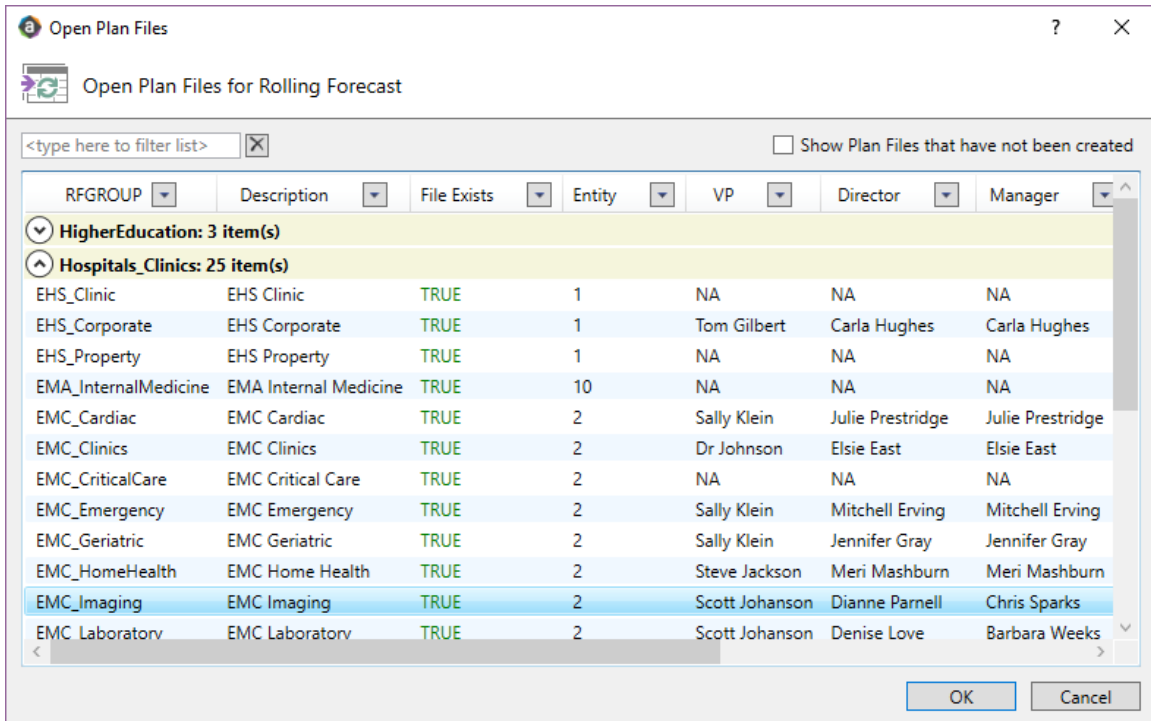 Open Plan Files ?
Open Plan Files for Rolling Forecast
<type here to filter list> Show Plan Files that have not been created
RFGROUP Description File Exists Entity VP Director Manager
HigherEducation: 3 item(s)
Hospitals_Clinics: 25 item(s)
EHS_Clinic EHS Clinic TRUE 1 NA NA NA
EHS_Corporate EHS Corporate TRUE 1 Tom Gilbert Carla Hughes Carla Hughes
EHS_Property EHS Property TRUE 1 NA NA NA
EMA_InternalMedicine EMA Internal Medicine TRUE 10 NA NA NA
EMC_Cardiac EMC Cardiac TRUE 2 Sally Klein Julie Prestridge Julie Prestridge
EMC_Clinics EMC Clinics TRUE 2 Dr Johnson Elsie East Elsie East
EMC_CriticalCare EMC Critical Care TRUE 2 NA NA NA
EMC_Emergency EMC Emergency TRUE 2 Sally Klein Mitchell Erving Mitchell Erving
EMC_Geriatric EMC Geriatric TRUE 2 Sally Klein Jennifer Gray Jennifer Gray
EMC_HomeHealth EMC Home Health TRUE 2 Steve Jackson Meri Mashburn Meri Mashburn
EMC_Imaging EMC Imaging TRUE 2 Scott Johanson Dianne Parnell Chris Sparks
EMC_Laboratory EMC Laboratory TRUE 2 Scott Johanson Denise Love Barbara Weeks
OK Cancel